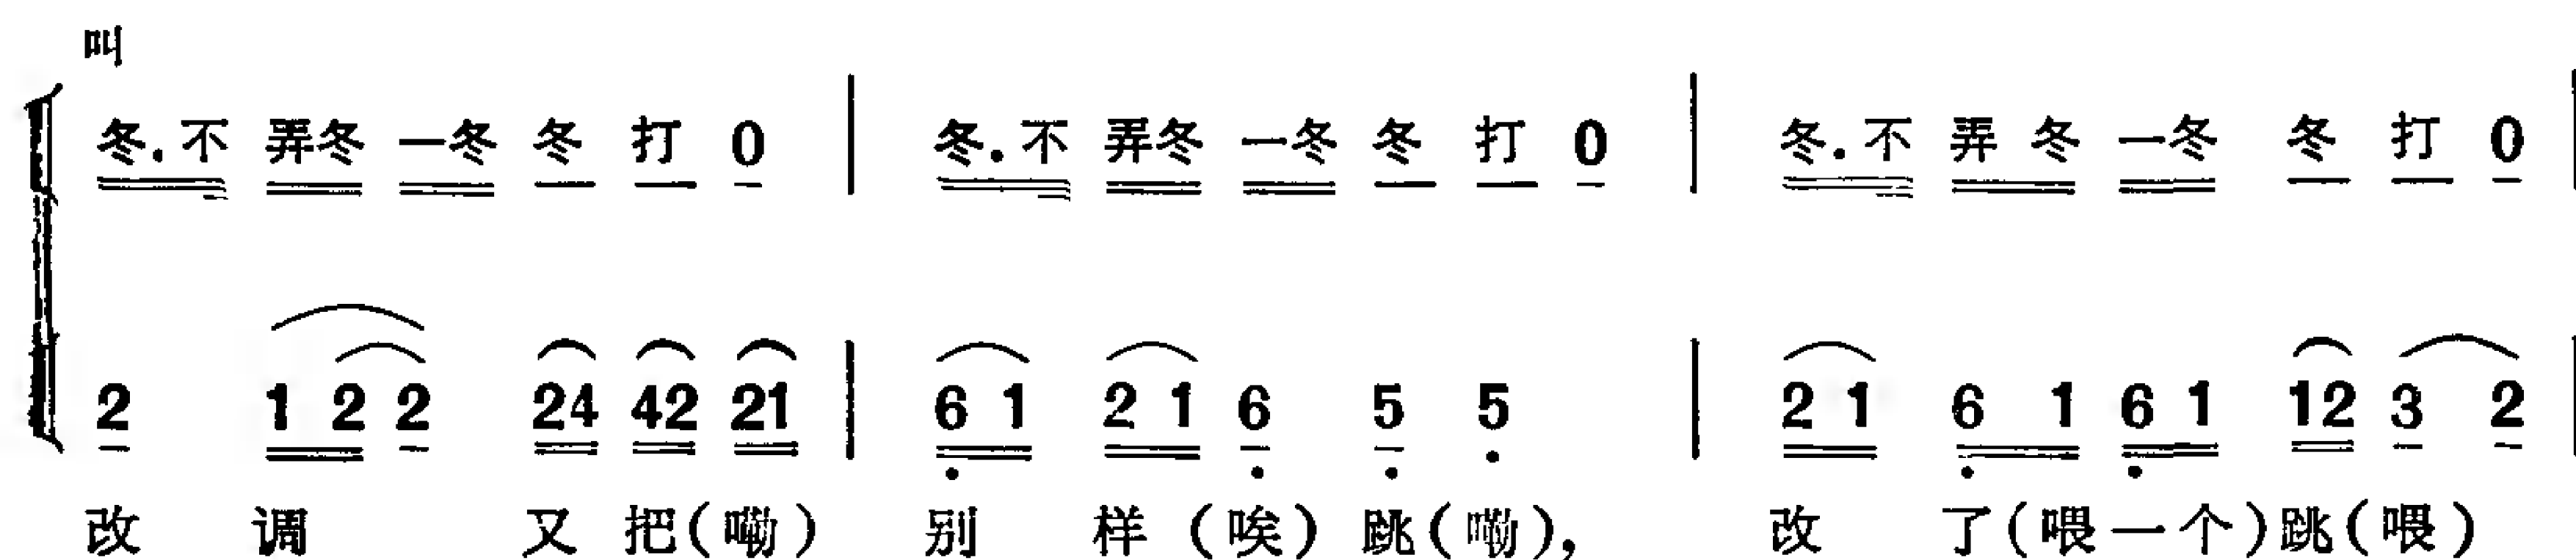 叫
冬.不 弄冬 一冬 冬 打 0 | 冬.不 弄冬 一冬 冬 打 0 | 冬.不 弄冬 一冬 冬 打 0
2 1 2 2 24 42 21 | 6 1 2 1 6 5 5 | 2 1 6 1 6 1 12 3 2
改 调 又 把(嘞) 别 样 (唉) 跳(嘞), 改 了(喂一个)跳(喂)